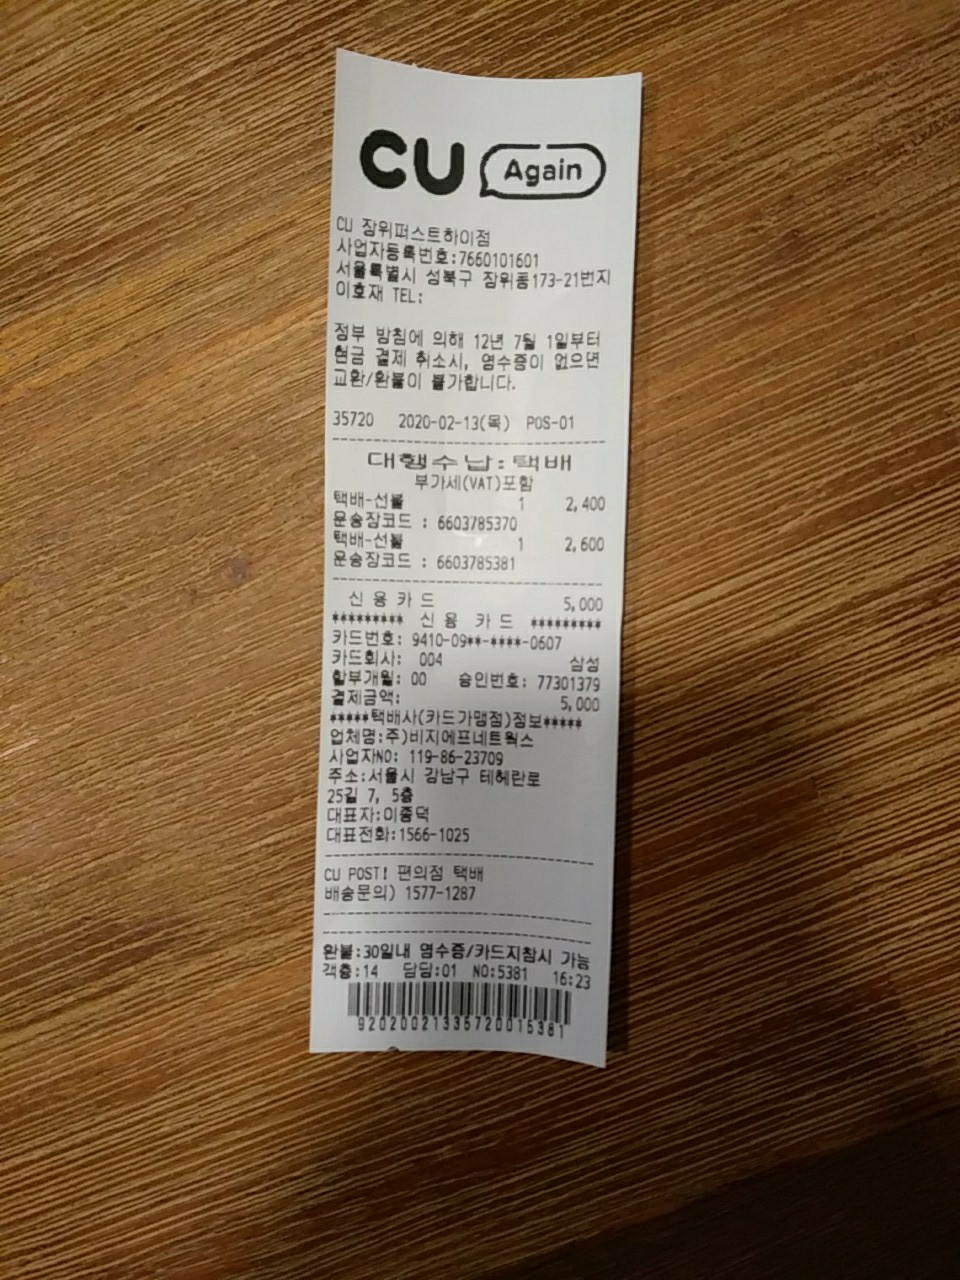 CU Again
CU 장위퍼스트하이점
사업자등록번호:7660101601
서울특별시 성북구 장위동173-21번지
이호재 TEL:
정부 방침에 의해 12년 7월 1일부터
현금 결제 취소시, 영수증이 없으면
교환/환불이 불가합니다.
35720 2020-02-13(목) POS-01
대행수납:택배
부가세(VAT)포함
택배-선불 1 2,400
운송장코드 : 6603785370
택배-선불 1 2,600
운송장코드 : 6603785381
신용카드 5,000
********* 신용 카드 *********
카드번호: 9410-09**-****-0607
카드회사: 004 삼성
할부개월: 00 승인번호: 77301379
결제금액: 5,000
*****택배사(카드가맹점)정보*****
업체명:주)비지에프네트웍스
사업자NO: 119-86-23709
주소:서울시 강남구 테헤란로
25길 7, 5층
대표자:이중덕
대표전화:1566-1025
CU POST! 편의점 택배
배송문의) 1577-1287
환불:30일내 영수증/카드지참시 가능
객층:14 담당:01 NO:5381 16:23
92020021335720015381